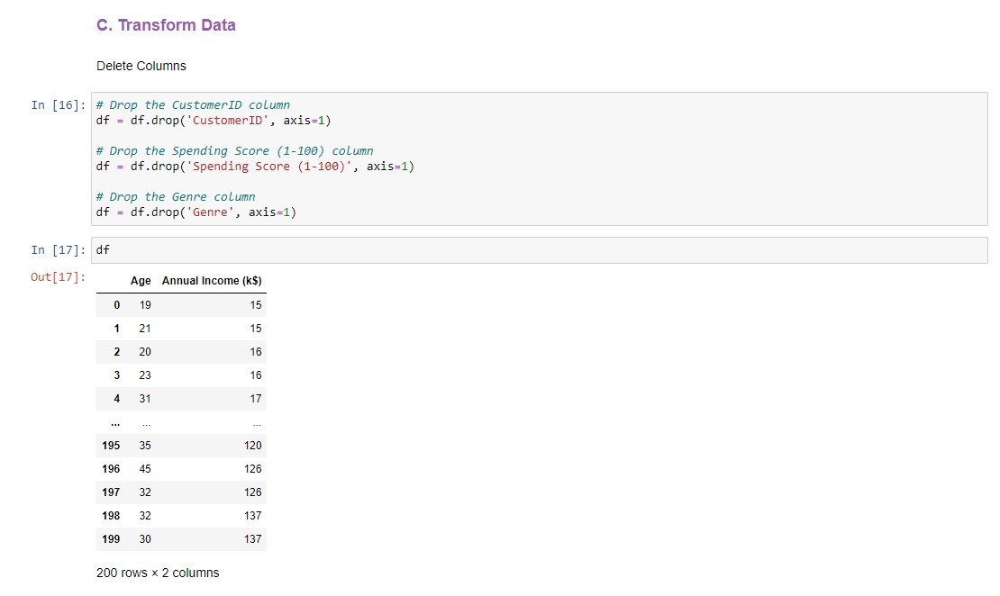 C. Transform Data
Delete Columns
In [16]: # Drop the CustomerID column
df = df.drop('CustomerID', axis=1)
# Drop the Spending Score (1-100) column
df = df.drop('Spending Score (1-100)', axis=1)
# Drop the Genre column
df = df.drop('Genre', axis=1)
In [17]: df
Out[17]:
Age Annual Income (k$)
0 19 15
1 21 15
2 20 16
3 23 16
4 31 17
... ... ...
195 35 120
196 45 126
197 32 126
198 32 137
199 30 137
200 rows × 2 columns